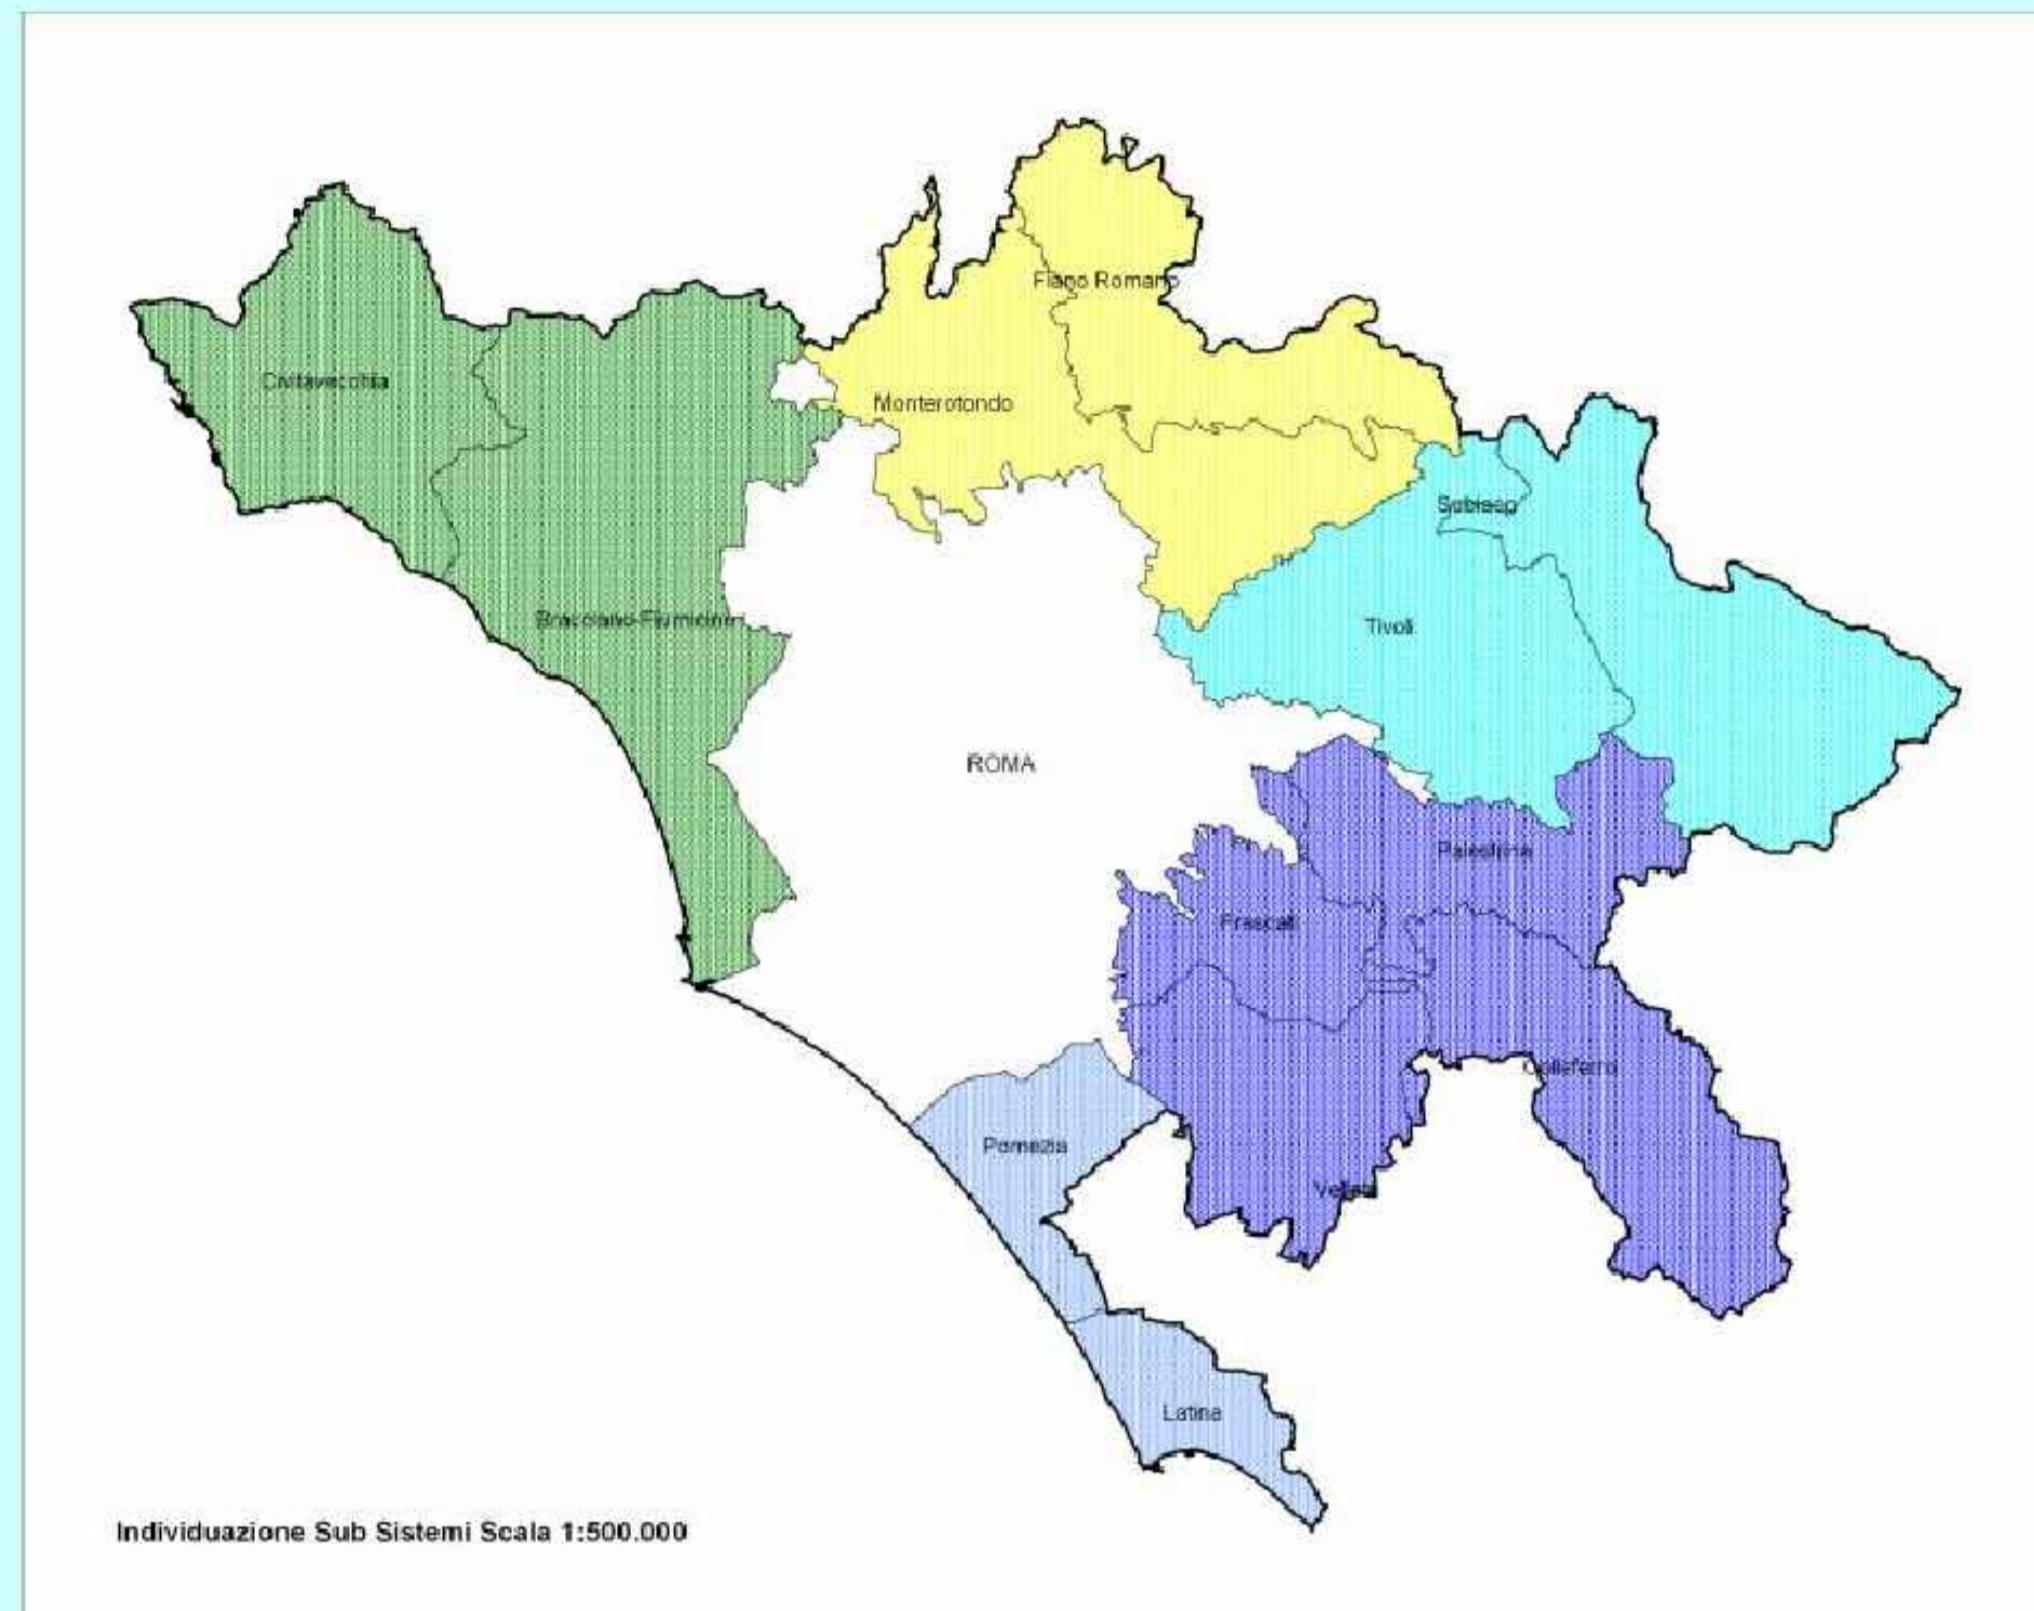 Fiano Romano
Civitavecchia
Monterotondo
Subiaco
Bracciano-Fiumicino
Tivoli
ROMA
Palestrina
Frascati
Colleferro
Pomezia
Velletri
Latina
Individuazione Sub Sistemi Scala 1:500.000